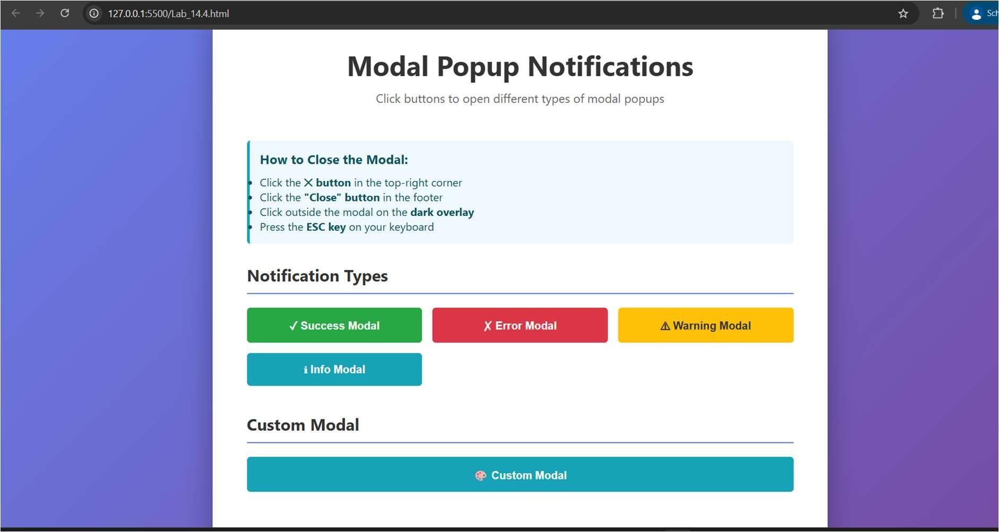 127.0.0.1:5500/Lab_14.4.html
Sch
Modal Popup Notifications
Click buttons to open different types of modal popups
How to Close the Modal:
• Click the ✕ button in the top-right corner
• Click the "Close" button in the footer
• Click outside the modal on the dark overlay
• Press the ESC key on your keyboard
Notification Types
✓ Success Modal
✗ Error Modal
⚠ Warning Modal
ℹ Info Modal
Custom Modal
🎨 Custom Modal